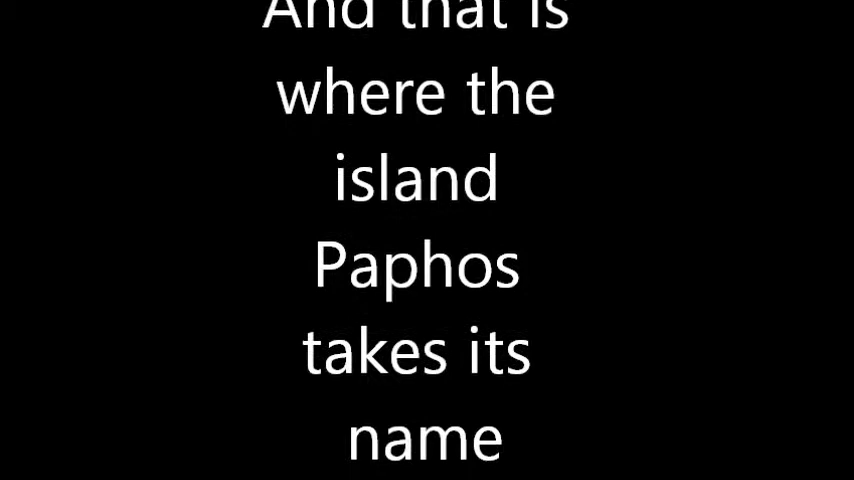 And that is
where the
island
Paphos
takes its
name